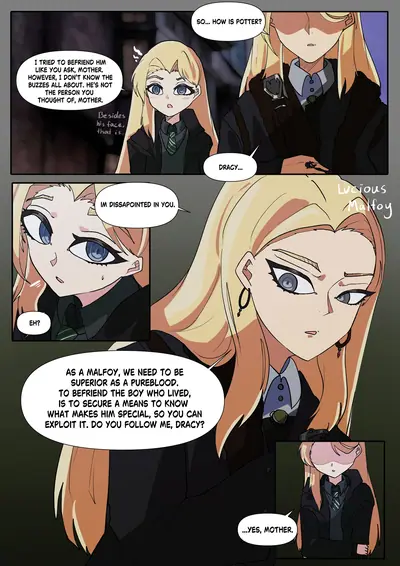 SO... HOW IS POTTER?
I TRIED TO BEFRIEND HIM
LIKE YOU ASK, MOTHER.
HOWEVER, I DON'T KNOW THE
BUZZES ALL ABOUT. HE'S NOT
THE PERSON YOU
THOUGHT OF, MOTHER.
Besides
his face,
that is.
DRACY...
IM DISSAPOINTED IN YOU.
Lucious
Malfoy
EH?
AS A MALFOY, WE NEED TO BE
SUPERIOR AS A PUREBLOOD.
TO BEFRIEND THE BOY WHO LIVED,
IS TO SECURE A MEANS TO KNOW
WHAT MAKES HIM SPECIAL, SO YOU CAN
EXPLOIT IT. DO YOU FOLLOW ME, DRACY?
...YES, MOTHER.